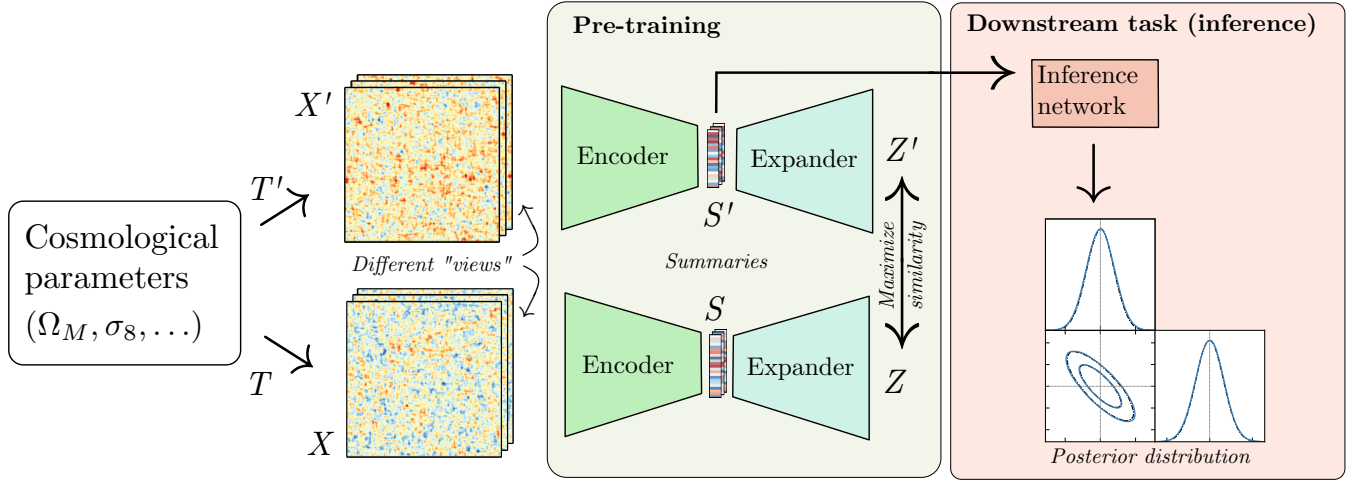 Pre-training
Downstream task (inference)
X′
T′
Cosmological
parameters
(Ω_M, σ_8, ...)
T
X
Different "views"
Encoder
S′
Expander
Z′
Summaries
Maximize
similarity
Encoder
S
Expander
Z
Inference
network
Posterior distribution